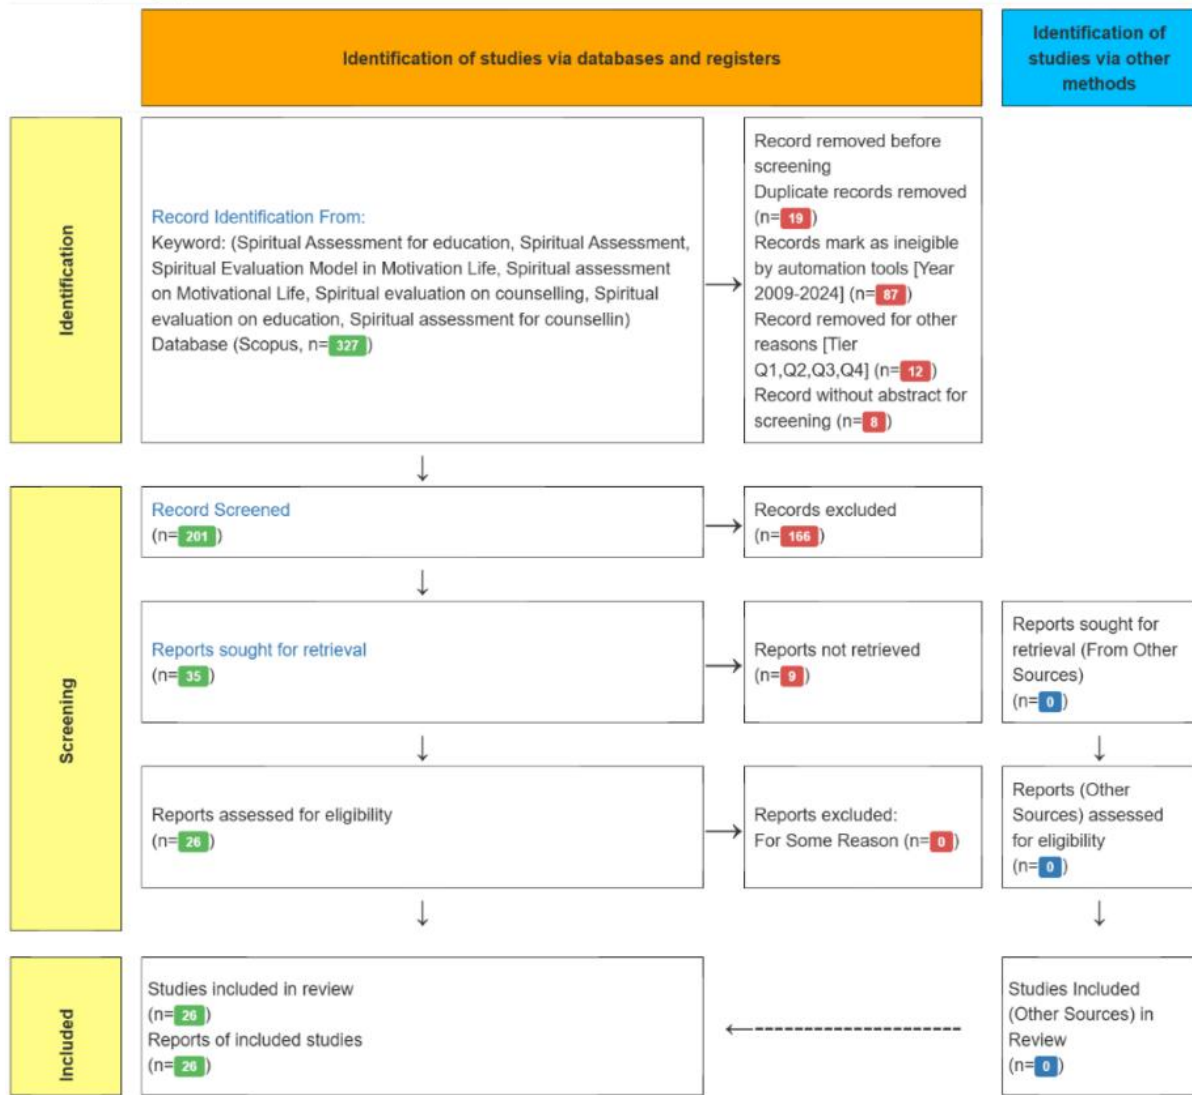 Identification of studies via databases and registers
Identification of
studies via other
methods
Identification
Record Identification From:
Keyword: (Spiritual Assessment for education, Spiritual Assessment,
Spiritual Evaluation Model in Motivation Life, Spiritual assessment
on Motivational Life, Spiritual evaluation on counselling, Spiritual
evaluation on education, Spiritual assessment for counsellin)
Database (Scopus, n= 327 )
Record removed before
screening
Duplicate records removed
(n= 19 )
Records mark as ineigible
by automation tools [Year
2009-2024] (n= 87 )
Record removed for other
reasons [Tier
Q1,Q2,Q3,Q4] (n= 12 )
Record without abstract for
screening (n= 8 )
Screening
Record Screened
(n= 201 )
Records excluded
(n= 166 )
Reports sought for retrieval
(n= 35 )
Reports not retrieved
(n= 9 )
Reports sought for
retrieval (From Other
Sources)
(n= 0 )
Reports assessed for eligibility
(n= 26 )
Reports excluded:
For Some Reason (n= 0 )
Reports (Other
Sources) assessed
for eligibility
(n= 0 )
Included
Studies included in review
(n= 26 )
Reports of included studies
(n= 26 )
Studies Included
(Other Sources) in
Review
(n= 0 )